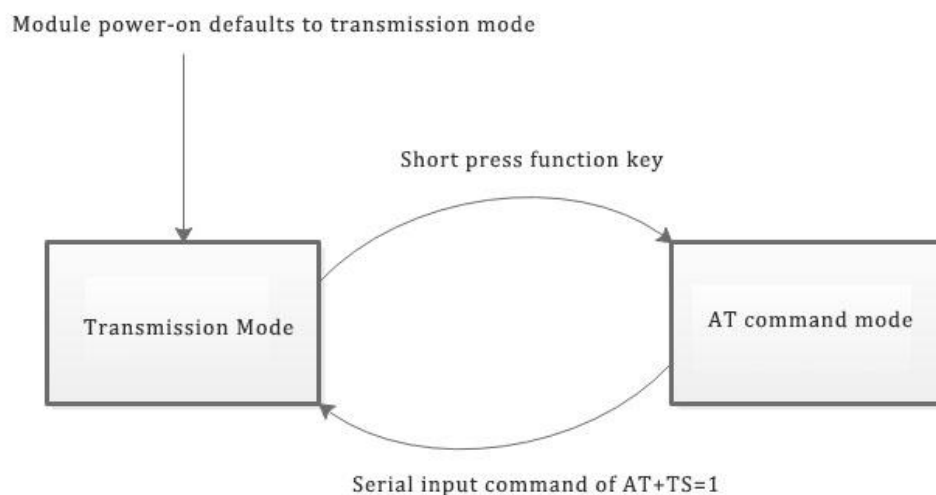 Module power-on defaults to transmission mode
Short press function key
Transmission Mode
AT command mode
Serial input command of AT+TS=1